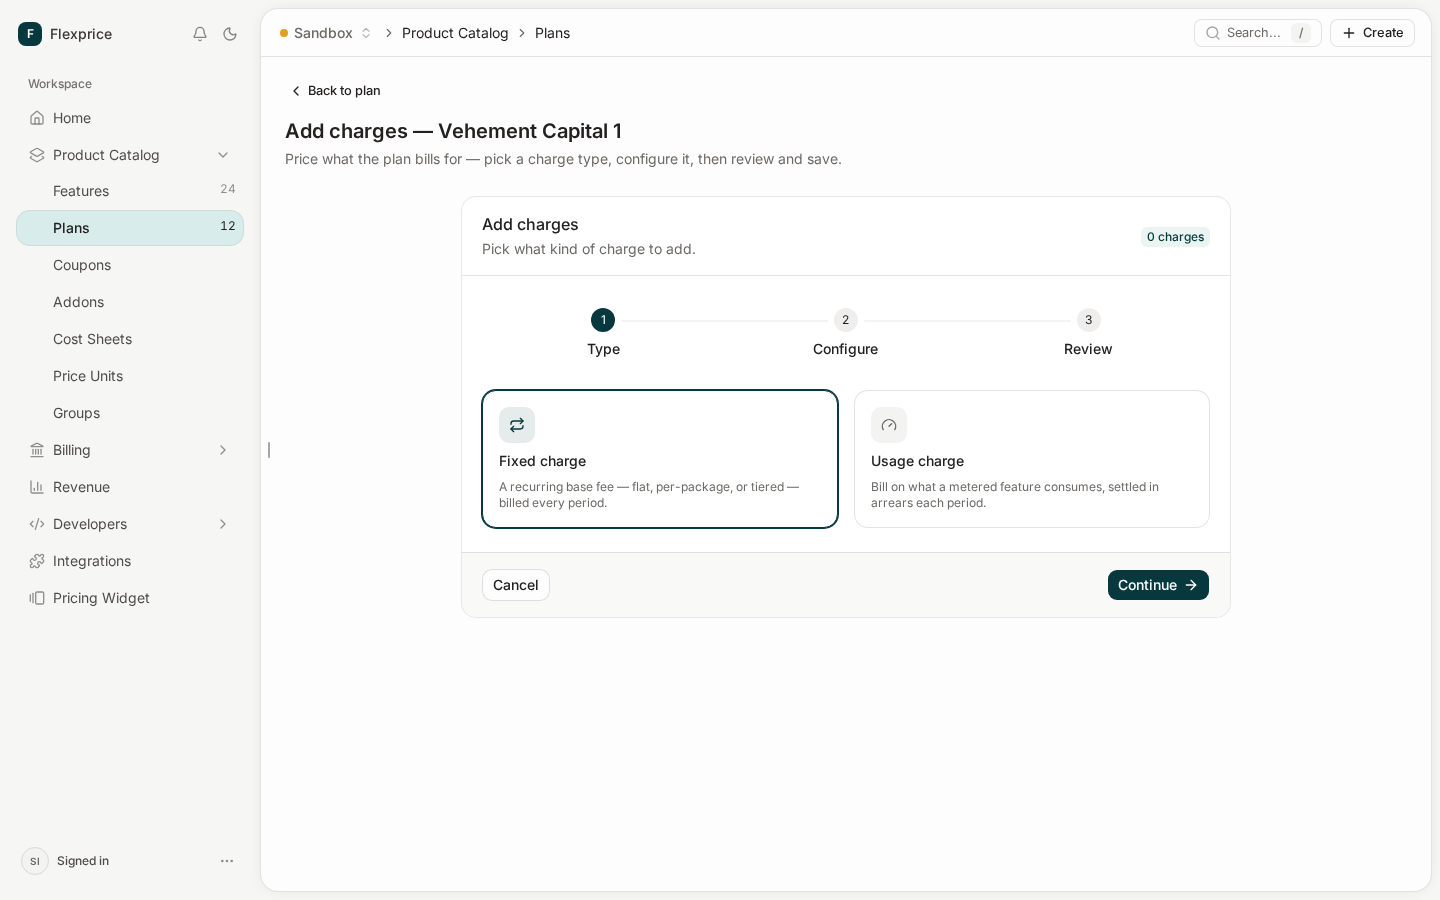 F
Flexprice
Workspace
Home
Product Catalog
Features
24
Plans
12
Coupons
Addons
Cost Sheets
Price Units
Groups
Billing
Revenue
Developers
Integrations
Pricing Widget
SI
Signed in
Sandbox
Product Catalog
Plans
Search...
/
Create
Back to plan
Add charges — Vehement Capital 1
Price what the plan bills for — pick a charge type, configure it, then review and save.
Add charges
Pick what kind of charge to add.
0 charges
1
Type
2
Configure
3
Review
Fixed charge
A recurring base fee — flat, per-package, or tiered —
billed every period.
Usage charge
Bill on what a metered feature consumes, settled in
arrears each period.
Cancel
Continue